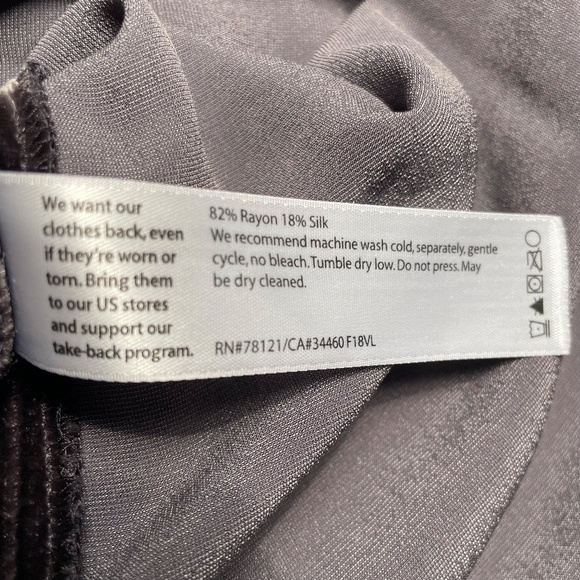 We want our
clothes back, even
if they're worn or
torn. Bring them
to our US stores
and support our
take-back program.
82% Rayon 18% Silk
We recommend machine wash cold, separately, gentle
cycle, no bleach. Tumble dry low. Do not press. May
be dry cleaned.
RN#78121/CA#34460 F18VL